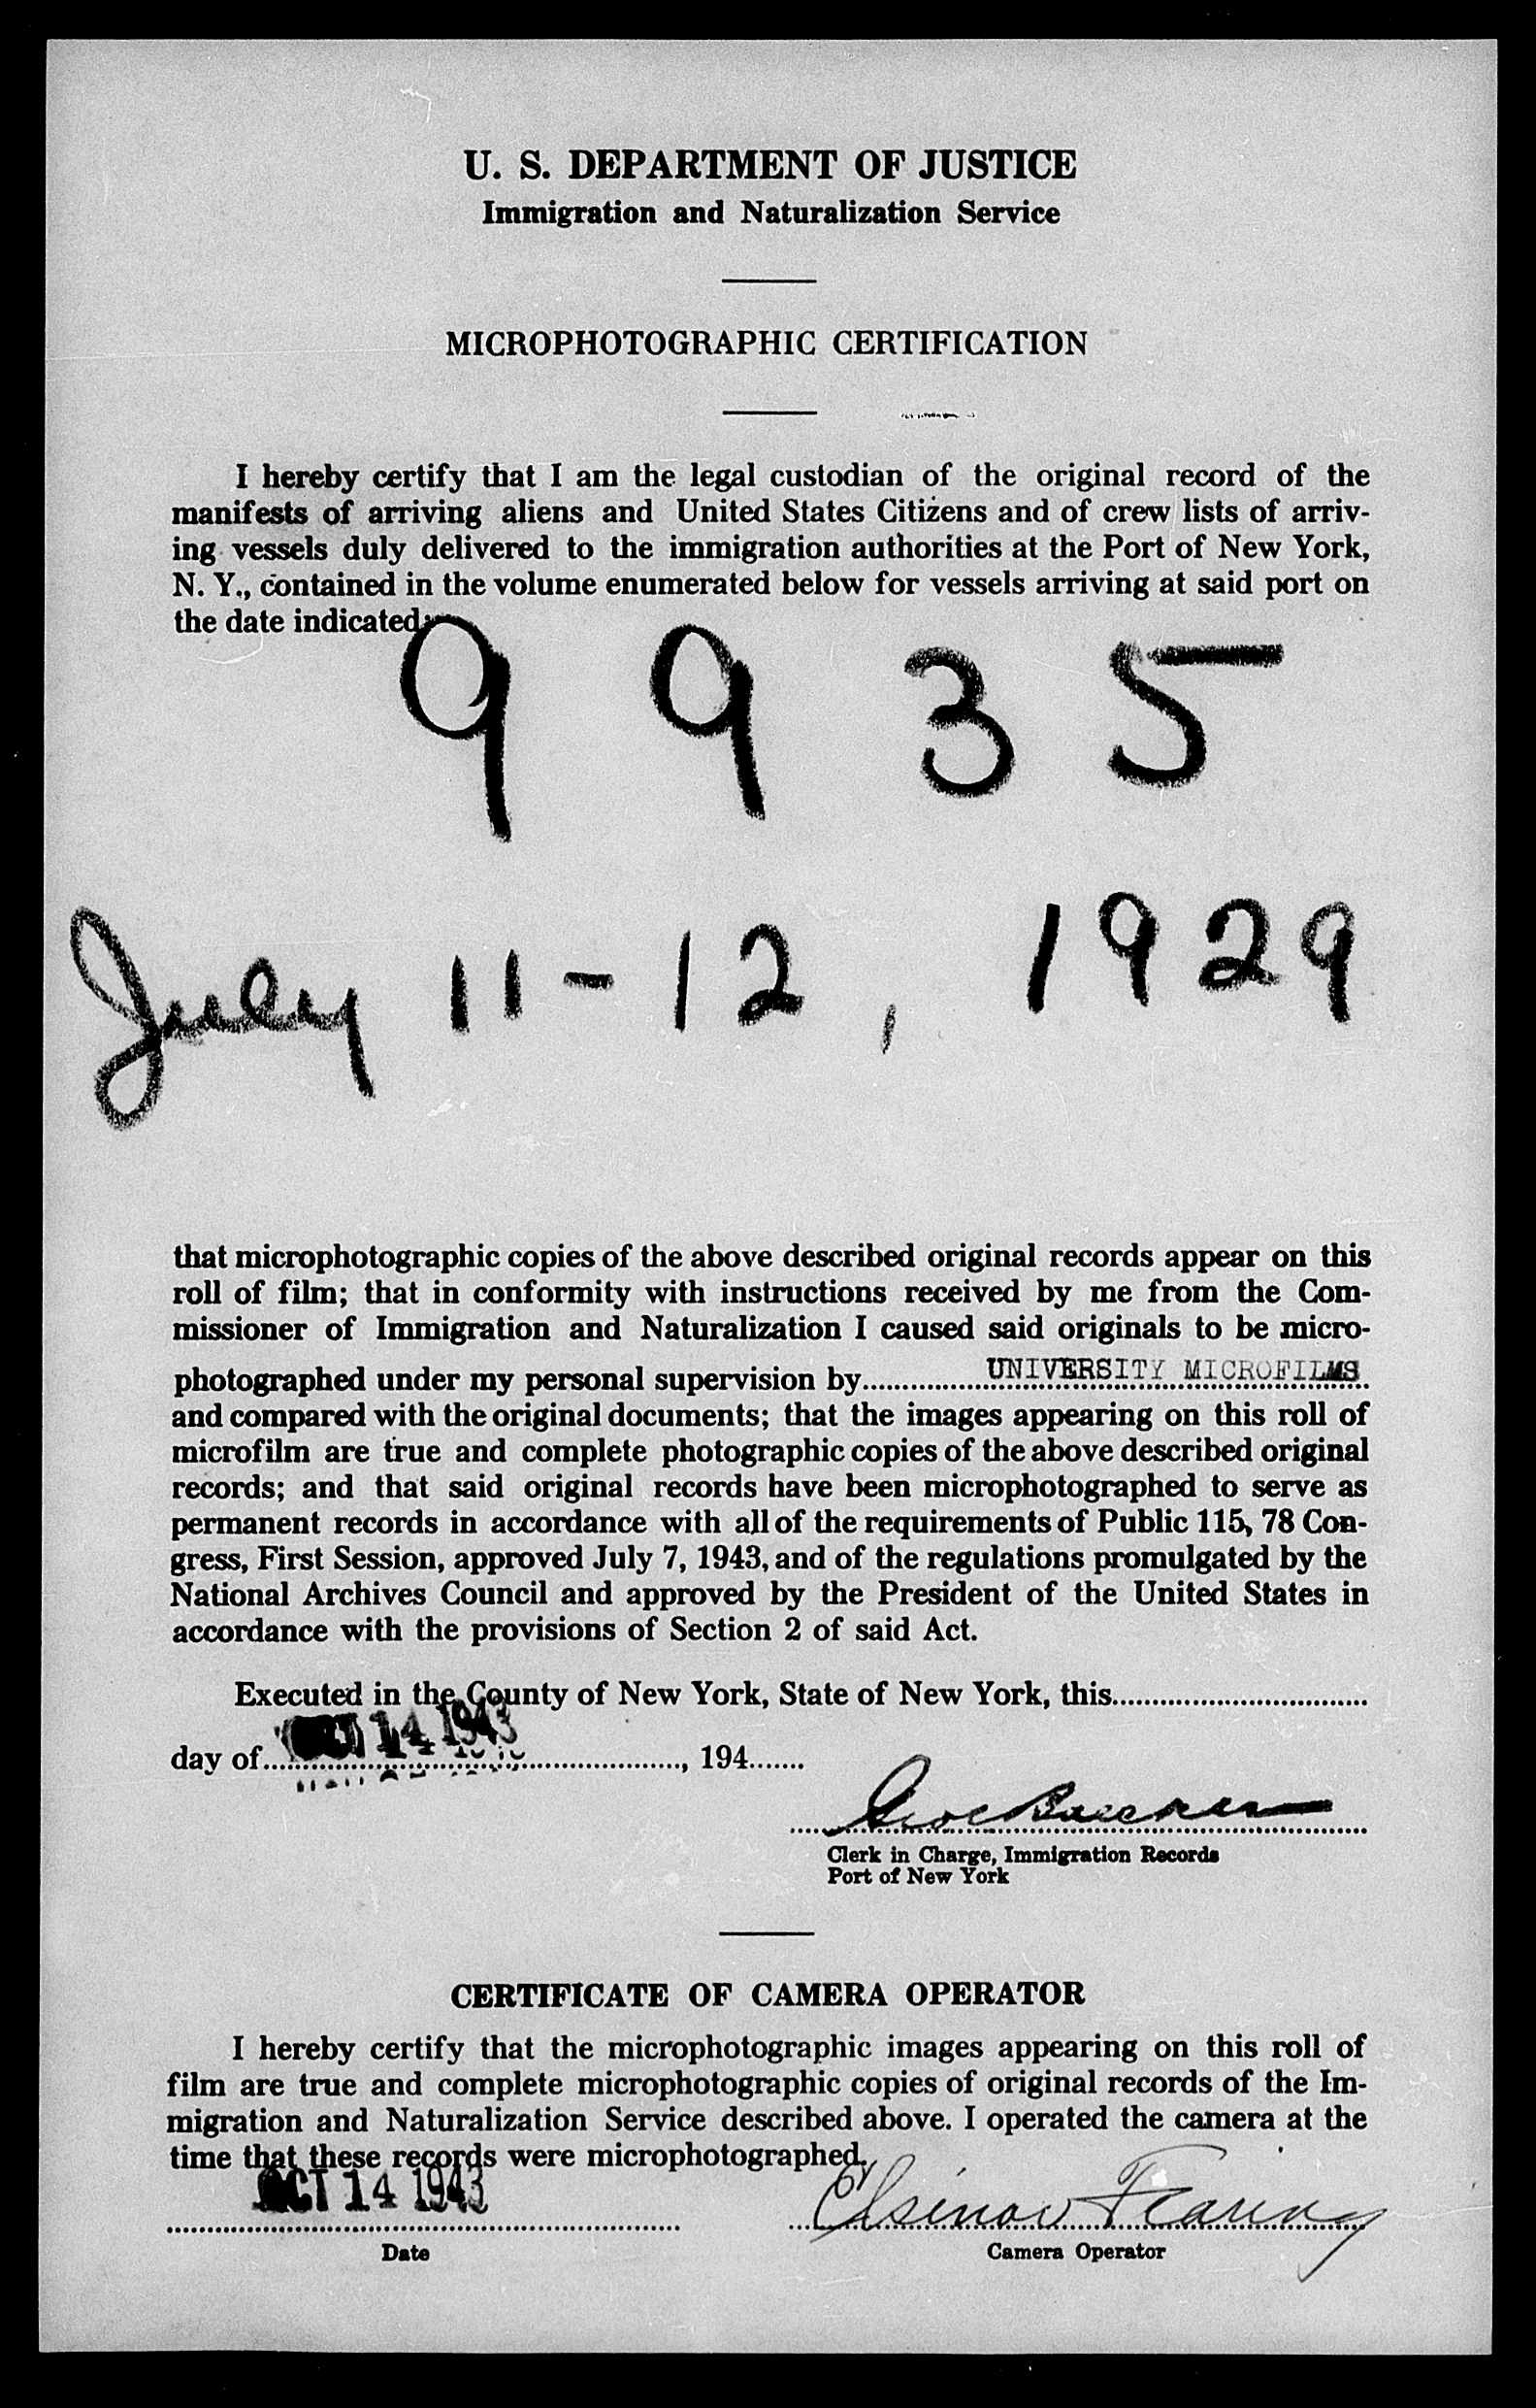 U. S. DEPARTMENT OF JUSTICE
Immigration and Naturalization Service
MICROPHOTOGRAPHIC CERTIFICATION
I hereby certify that I am the legal custodian of the original record of the
manifests of arriving aliens and United States Citizens and of crew lists of arriv-
ing vessels duly delivered to the immigration authorities at the Port of New York,
N. Y., contained in the volume enumerated below for vessels arriving at said port on
the date indicated:
9 9 3 5
July 11-12, 1929
that microphotographic copies of the above described original records appear on this
roll of film; that in conformity with instructions received by me from the Com-
missioner of Immigration and Naturalization I caused said originals to be micro-
photographed under my personal supervision by UNIVERSITY MICROFILMS
and compared with the original documents; that the images appearing on this roll of
microfilm are true and complete photographic copies of the above described original
records; and that said original records have been microphotographed to serve as
permanent records in accordance with all of the requirements of Public 115, 78 Con-
gress, First Session, approved July 7, 1943, and of the regulations promulgated by the
National Archives Council and approved by the President of the United States in
accordance with the provisions of Section 2 of said Act.
Executed in the County of New York, State of New York, this
day of OCT 14 1943, 194
Clerk in Charge, Immigration Records
Port of New York
CERTIFICATE OF CAMERA OPERATOR
I hereby certify that the microphotographic images appearing on this roll of
film are true and complete microphotographic copies of original records of the Im-
migration and Naturalization Service described above. I operated the camera at the
time that these records were microphotographed.
OCT 14 1943
Date
Camera Operator